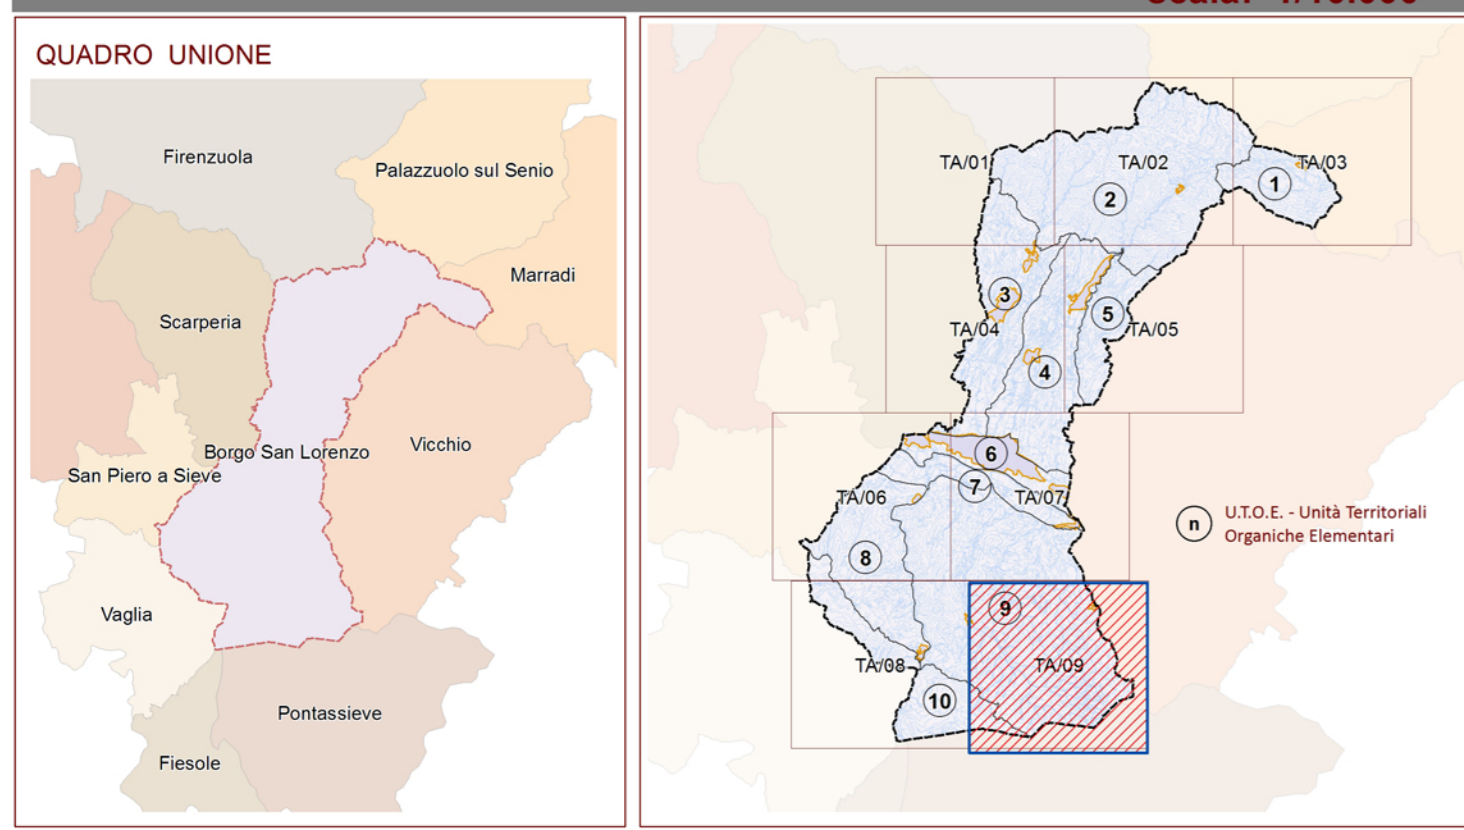 QUADRO UNIONE
Firenzuola
Palazzuolo sul Senio
Marradi
Scarperia
Borgo San Lorenzo
Vicchio
San Piero a Sieve
Vaglia
Pontassieve
Fiesole
TA/01
TA/02
TA/03
1
2
3
5
TA/04
TA/05
4
6
7
TA/06
TA/07
n
U.T.O.E. - Unità Territoriali
Organiche Elementari
8
9
TA/08
TA/09
10